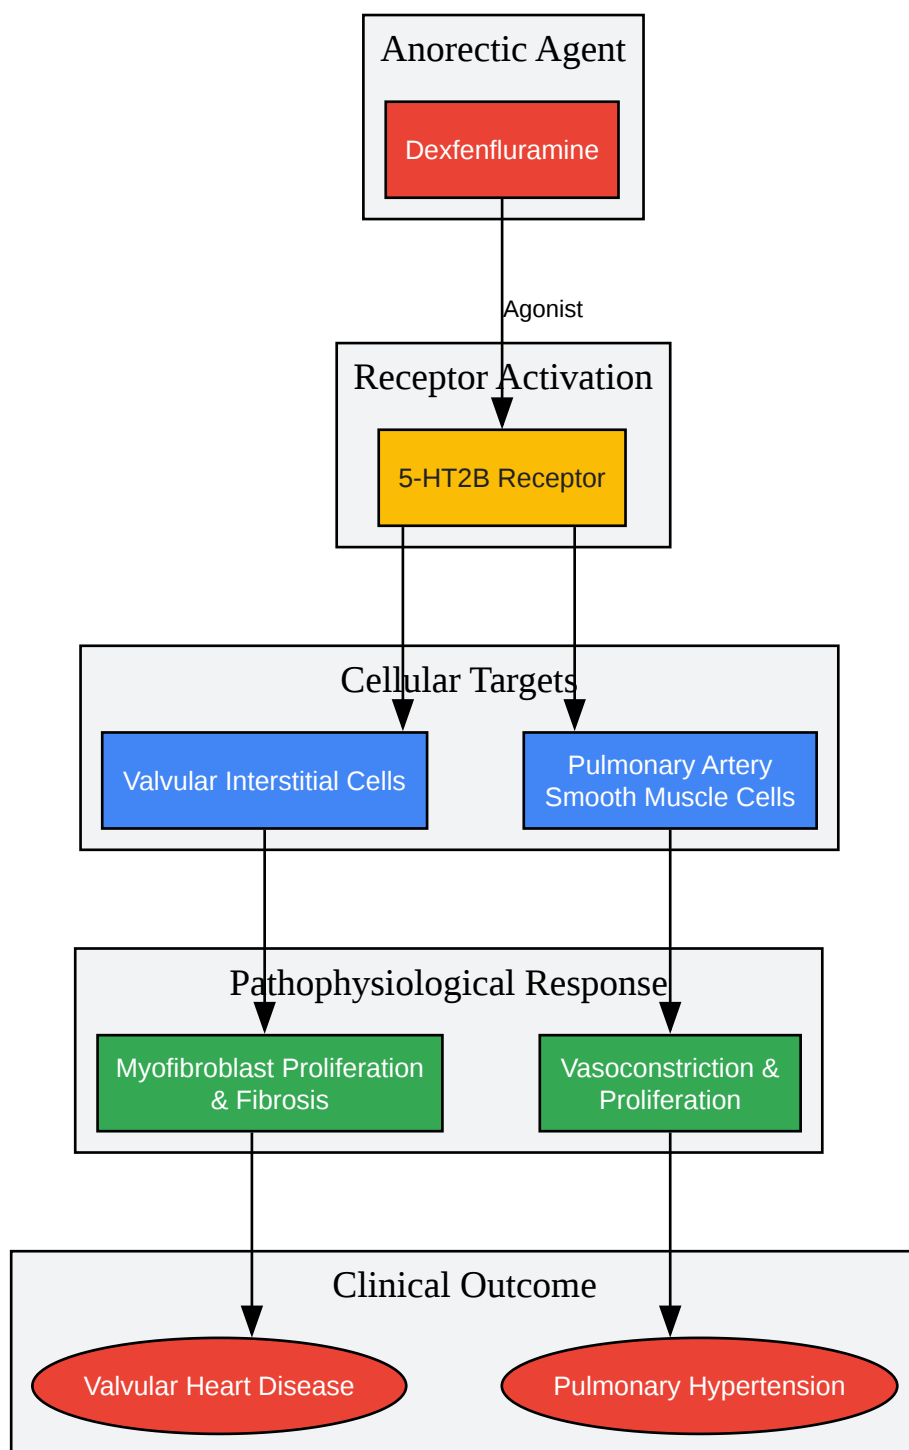 Anorectic Agent
Dexfenfluramine
Agonist
Receptor Activation
5-HT2B Receptor
Cellular Targets
Valvular Interstitial Cells
Pulmonary Artery
Smooth Muscle Cells
Pathophysiological Response
Myofibroblast Proliferation
& Fibrosis
Vasoconstriction &
Proliferation
Clinical Outcome
Valvular Heart Disease
Pulmonary Hypertension